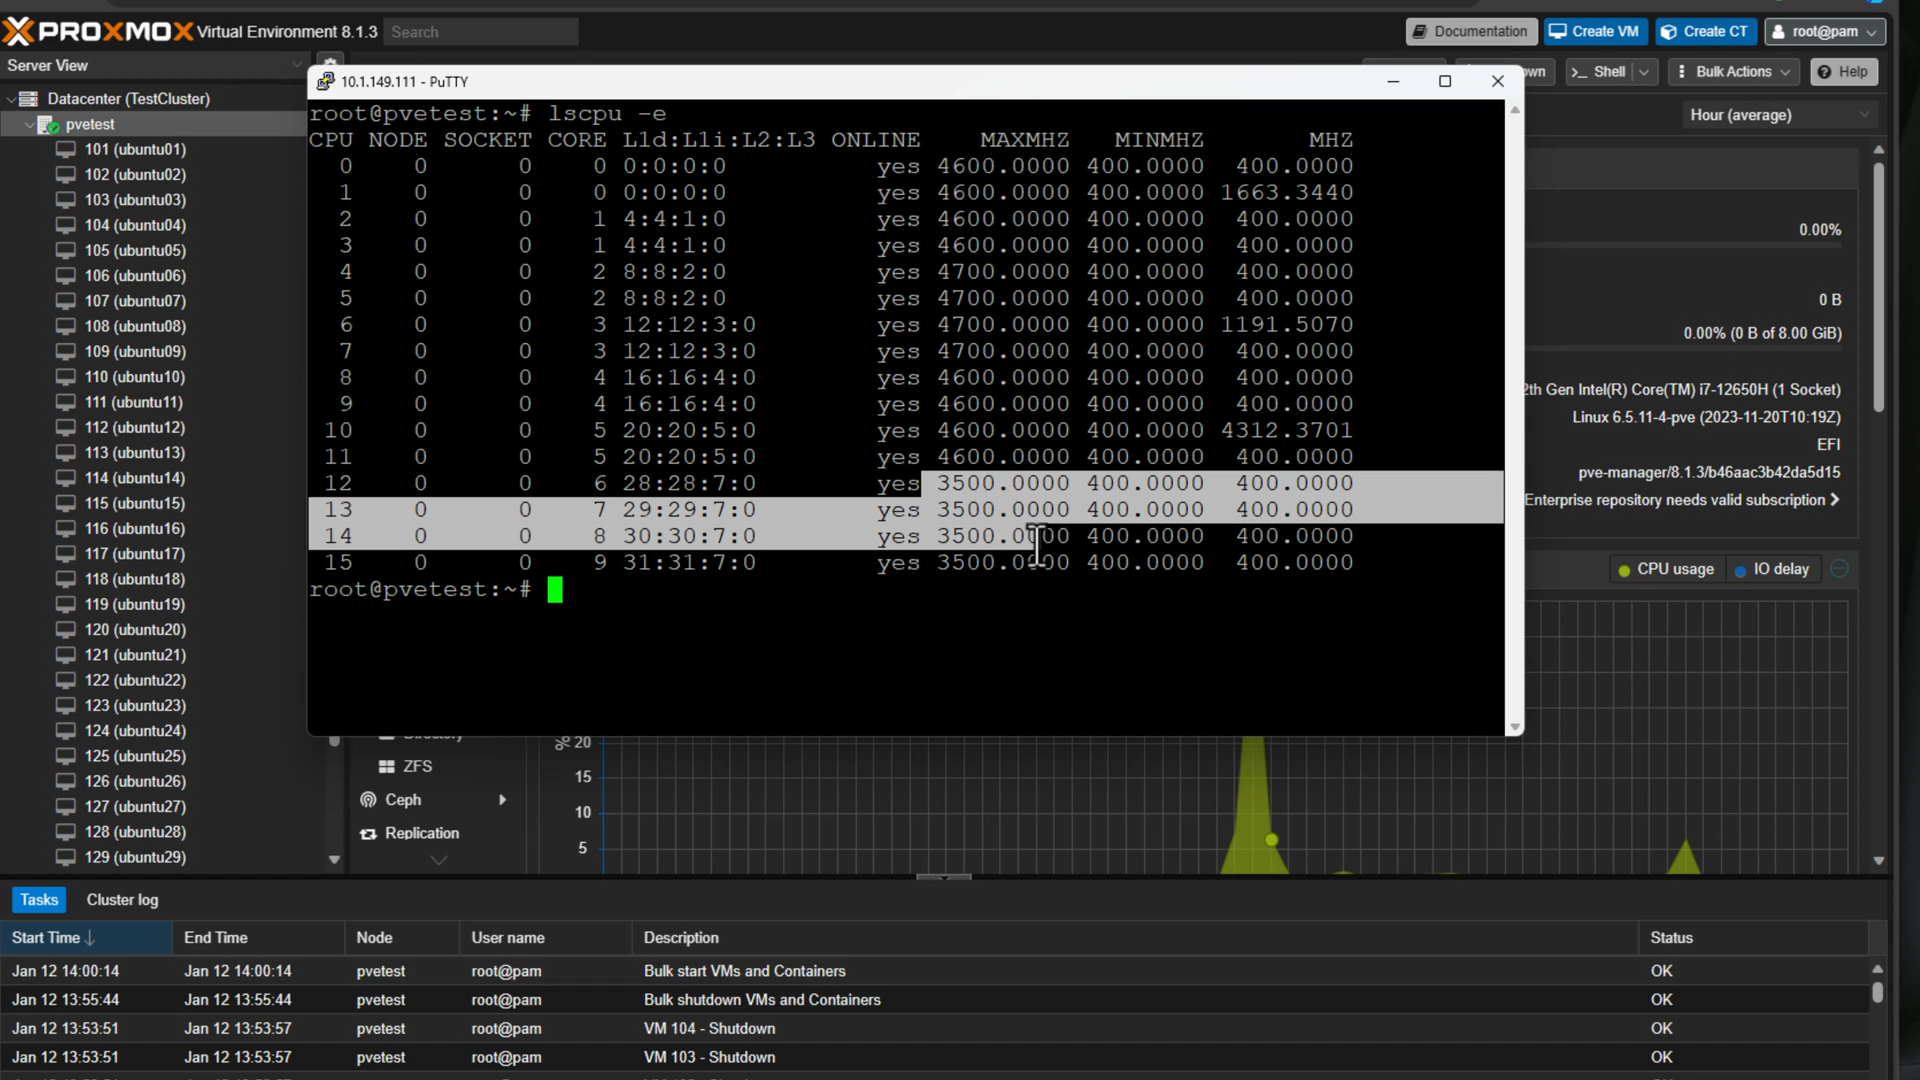 PROXMOX Virtual Environment 8.1.3 Search
Documentation Create VM Create CT root@pam
Server View
Datacenter (TestCluster)
pvetest
101 (ubuntu01)
102 (ubuntu02)
103 (ubuntu03)
104 (ubuntu04)
105 (ubuntu05)
106 (ubuntu06)
107 (ubuntu07)
108 (ubuntu08)
109 (ubuntu09)
110 (ubuntu10)
111 (ubuntu11)
112 (ubuntu12)
113 (ubuntu13)
114 (ubuntu14)
115 (ubuntu15)
116 (ubuntu16)
117 (ubuntu17)
118 (ubuntu18)
119 (ubuntu19)
120 (ubuntu20)
121 (ubuntu21)
122 (ubuntu22)
123 (ubuntu23)
124 (ubuntu24)
125 (ubuntu25)
126 (ubuntu26)
127 (ubuntu27)
128 (ubuntu28)
129 (ubuntu29)
10.1.149.111 - PuTTY
root@pvetest:~# lscpu -e
CPU NODE SOCKET CORE L1d:L1i:L2:L3 ONLINE MAXMHZ MINMHZ MHZ
0 0 0 0 0:0:0:0 yes 4600.0000 400.0000 400.0000
1 0 0 0 0:0:0:0 yes 4600.0000 400.0000 1663.3440
2 0 0 1 4:4:1:0 yes 4600.0000 400.0000 400.0000
3 0 0 1 4:4:1:0 yes 4600.0000 400.0000 400.0000
4 0 0 2 8:8:2:0 yes 4700.0000 400.0000 400.0000
5 0 0 2 8:8:2:0 yes 4700.0000 400.0000 400.0000
6 0 0 3 12:12:3:0 yes 4700.0000 400.0000 1191.5070
7 0 0 3 12:12:3:0 yes 4700.0000 400.0000 400.0000
8 0 0 4 16:16:4:0 yes 4600.0000 400.0000 400.0000
9 0 0 4 16:16:4:0 yes 4600.0000 400.0000 400.0000
10 0 0 5 20:20:5:0 yes 4600.0000 400.0000 4312.3701
11 0 0 5 20:20:5:0 yes 4600.0000 400.0000 400.0000
12 0 0 6 28:28:7:0 yes 3500.0000 400.0000 400.0000
13 0 0 7 29:29:7:0 yes 3500.0000 400.0000 400.0000
14 0 0 8 30:30:7:0 yes 3500.0000 400.0000 400.0000
15 0 0 9 31:31:7:0 yes 3500.0000 400.0000 400.0000
root@pvetest:~#
own Shell Bulk Actions Help
Hour (average)
0.00%
0 B
0.00% (0 B of 8.00 GiB)
2th Gen Intel(R) Core(TM) i7-12650H (1 Socket)
Linux 6.5.11-4-pve (2023-11-20T10:19Z)
EFI
pve-manager/8.1.3/b46aac3b42da5d15
Enterprise repository needs valid subscription
CPU usage IO delay
Directory
ZFS
Ceph
Replication
% 20
15
10
5
Tasks Cluster log
Start Time End Time Node User name Description Status
Jan 12 14:00:14 Jan 12 14:00:14 pvetest root@pam Bulk start VMs and Containers OK
Jan 12 13:55:44 Jan 12 13:55:44 pvetest root@pam Bulk shutdown VMs and Containers OK
Jan 12 13:53:51 Jan 12 13:53:57 pvetest root@pam VM 104 - Shutdown OK
Jan 12 13:53:51 Jan 12 13:53:57 pvetest root@pam VM 103 - Shutdown OK